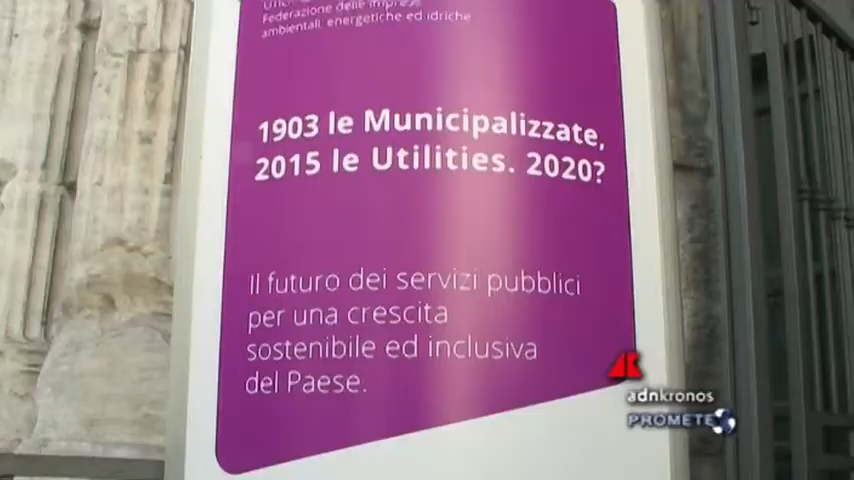 Federazione delle imprese
ambientali, energetiche ed idriche
1903 le Municipalizzate,
2015 le Utilities. 2020?
Il futuro dei servizi pubblici
per una crescita
sostenibile ed inclusiva
del Paese.
adnkronos
PROMETEO